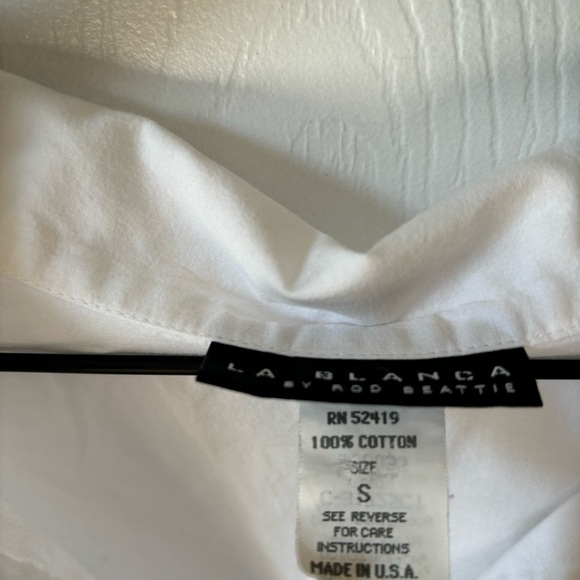 LA BLANCA
BY ROD BEATTIE
RN 52419
100% COTTON
SIZE
S
SEE REVERSE
FOR CARE
INSTRUCTIONS
MADE IN U.S.A.